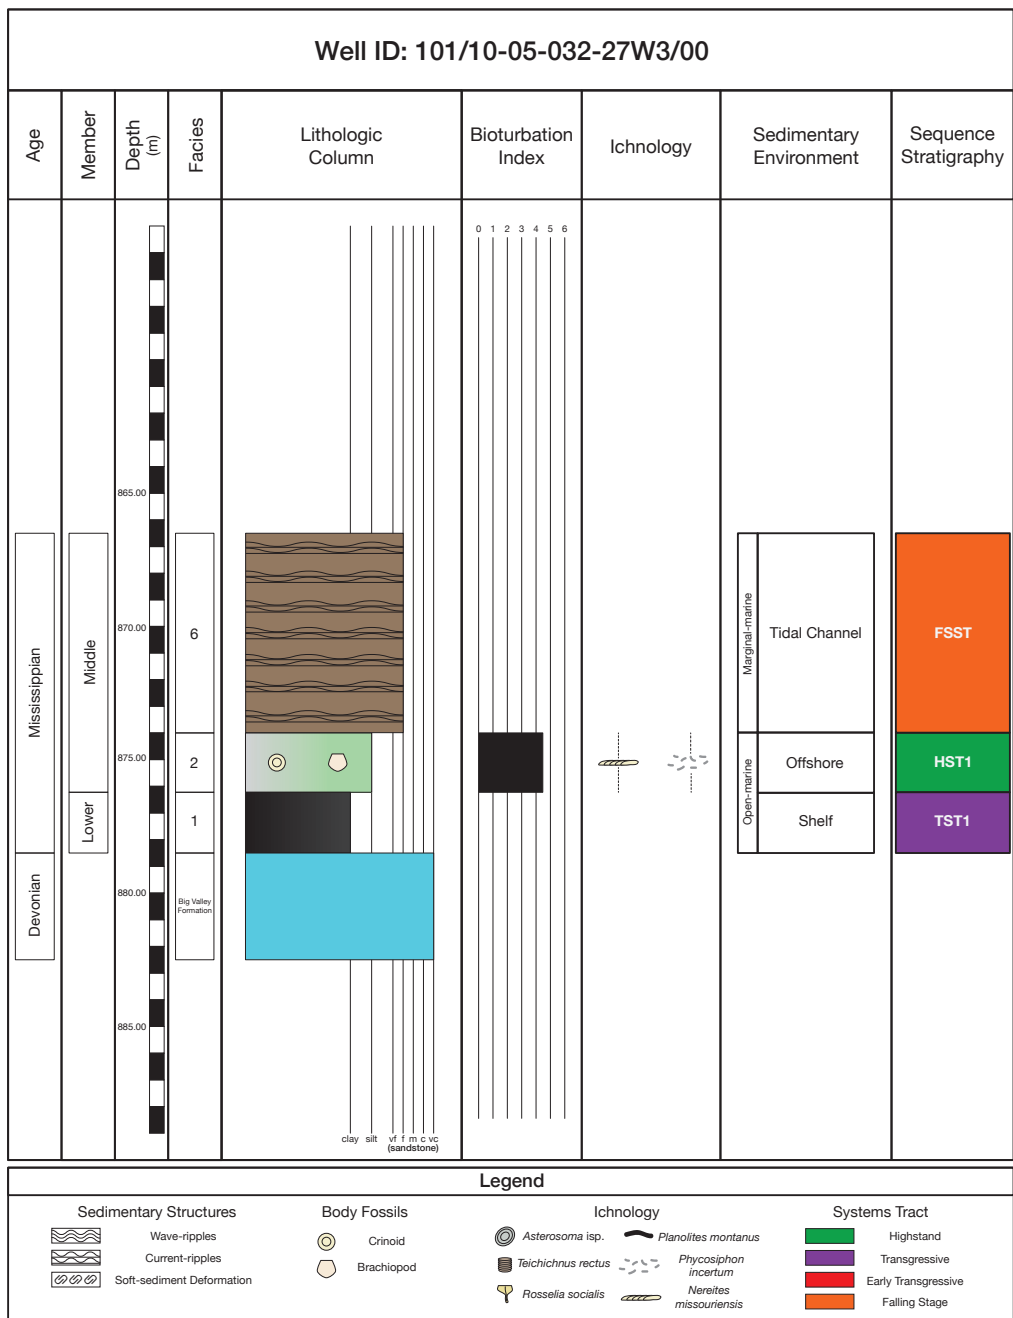 Well ID: 101/10-05-032-27W3/00
Age
Member
Depth
(m)
Facies
Lithologic
Column
Bioturbation
Index
Ichnology
Sedimentary
Environment
Sequence
Stratigraphy
0 1 2 3 4 5 6
865.00
870.00
875.00
880.00
885.00
Mississippian
Devonian
Middle
Lower
6
2
1
Big Valley
Formation
Marginal-marine
Open-marine
Tidal Channel
Offshore
Shelf
FSST
HST1
TST1
clay silt vf f m c vc
(sandstone)
Legend
Sedimentary Structures
Wave-ripples
Current-ripples
Soft-sediment Deformation
Body Fossils
Crinoid
Brachiopod
Ichnology
Asterosoma isp.
Teichichnus rectus
Rosselia socialis
Planolites montanus
Phycosiphon
incertum
Nereites
missouriensis
Systems Tract
Highstand
Transgressive
Early Transgressive
Falling Stage